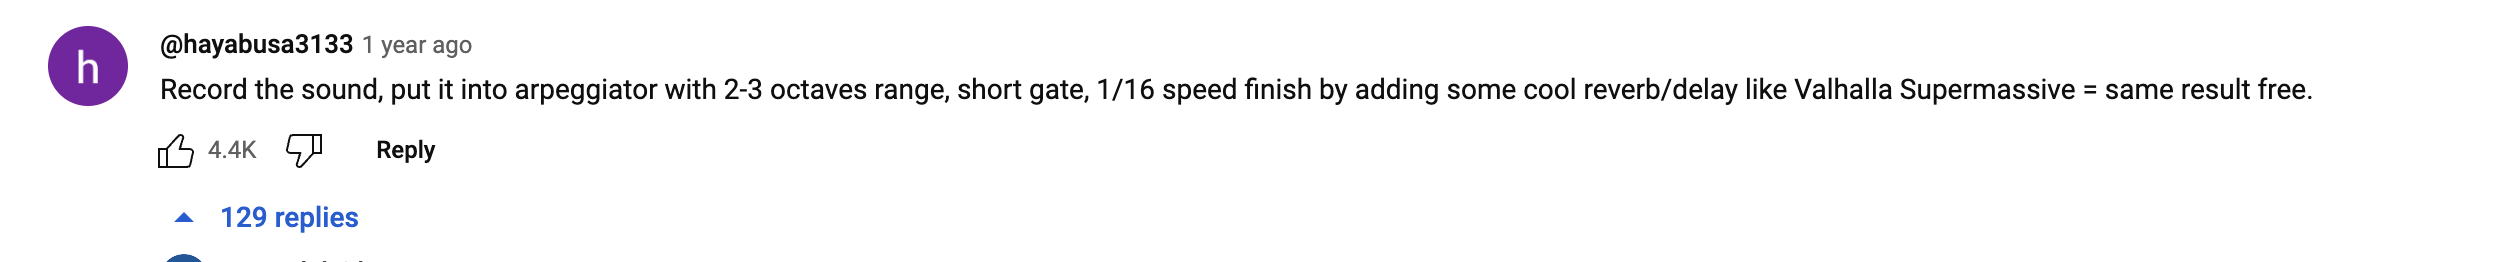 h
@hayabusa3133 1 year ago
Record the sound, put it into arpeggiator with 2-3 octaves range, short gate, 1/16 speed finish by adding some cool reverb/delay like Valhalla Supermassive = same result free.
4.4K Reply
129 replies